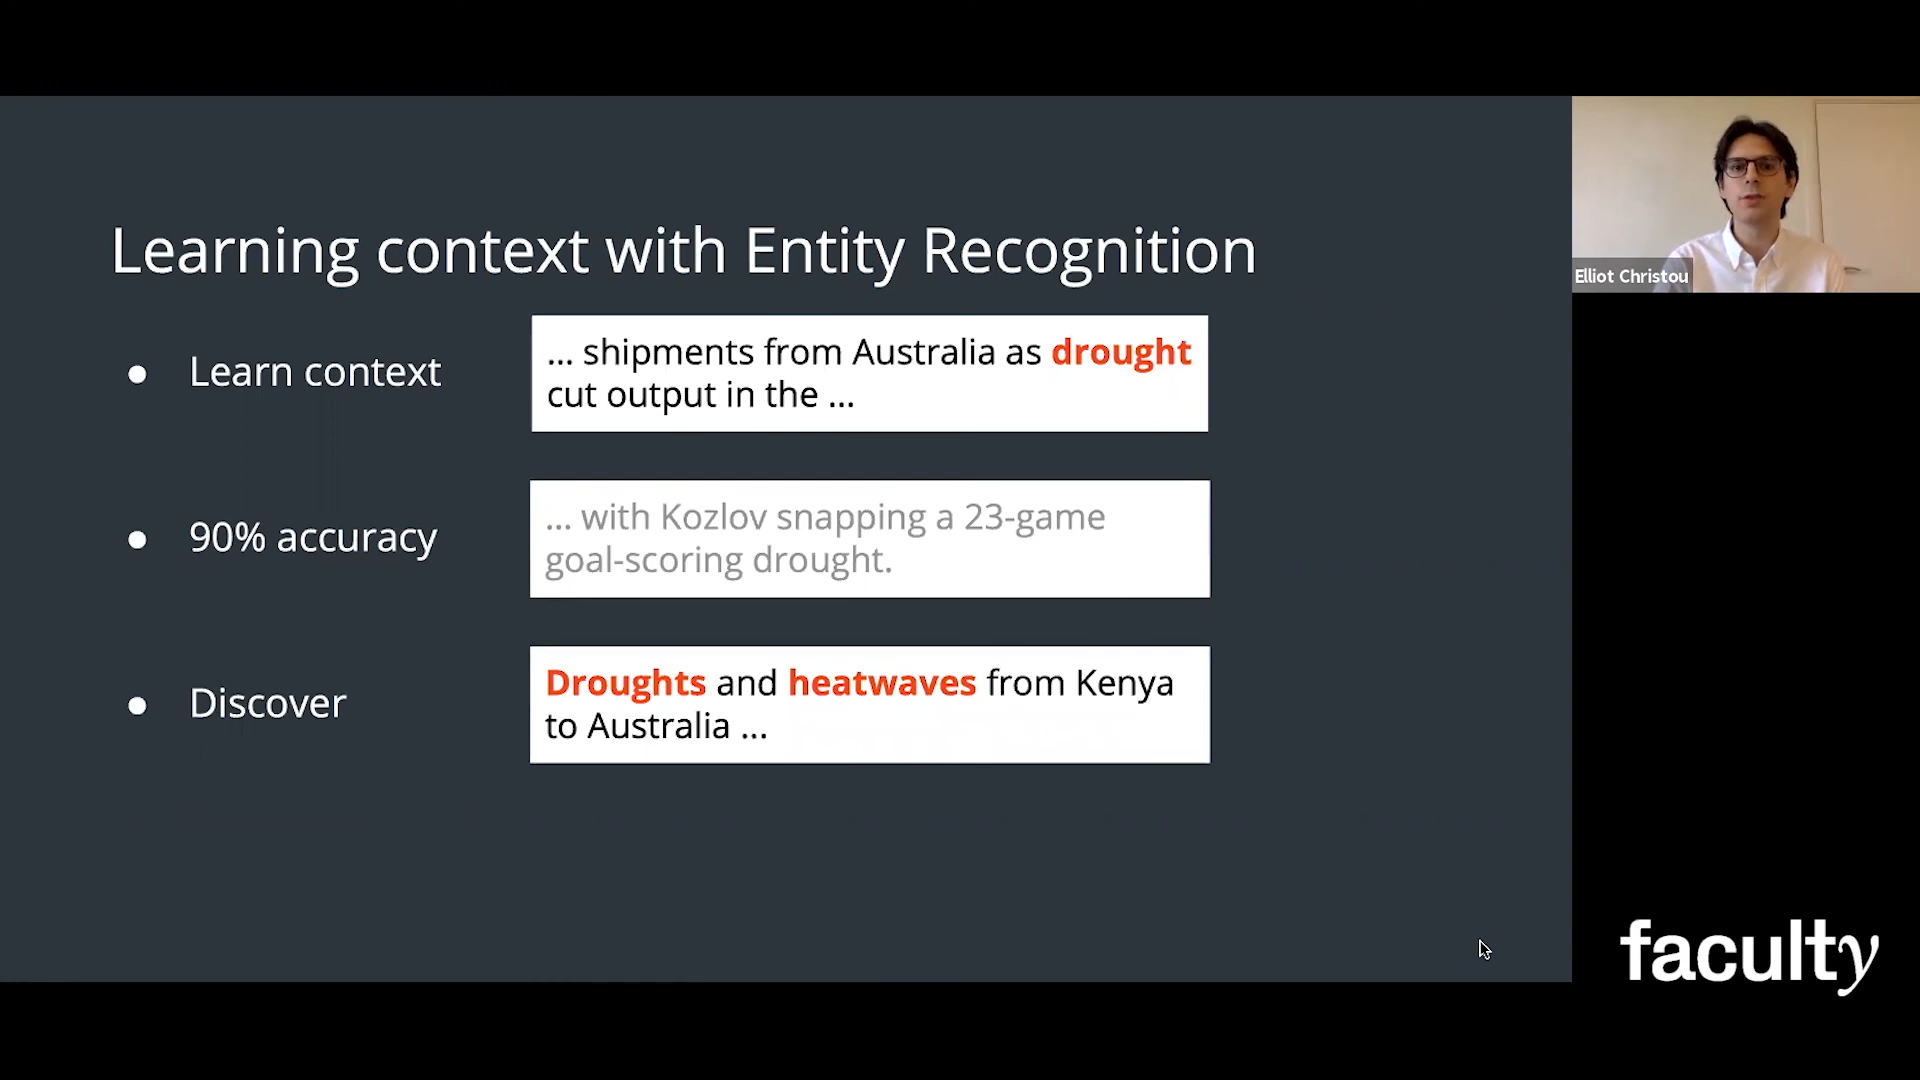 Learning context with Entity Recognition
● Learn context
... shipments from Australia as drought
cut output in the ...
● 90% accuracy
... with Kozlov snapping a 23-game
goal-scoring drought.
● Discover
Droughts and heatwaves from Kenya
to Australia ...
Elliot Christou
faculty